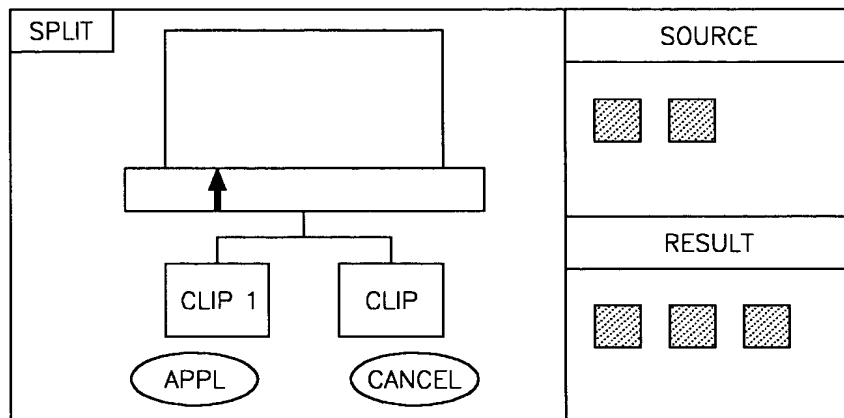 SPLIT
SOURCE
RESULT
CLIP 1
CLIP
APPL
CANCEL